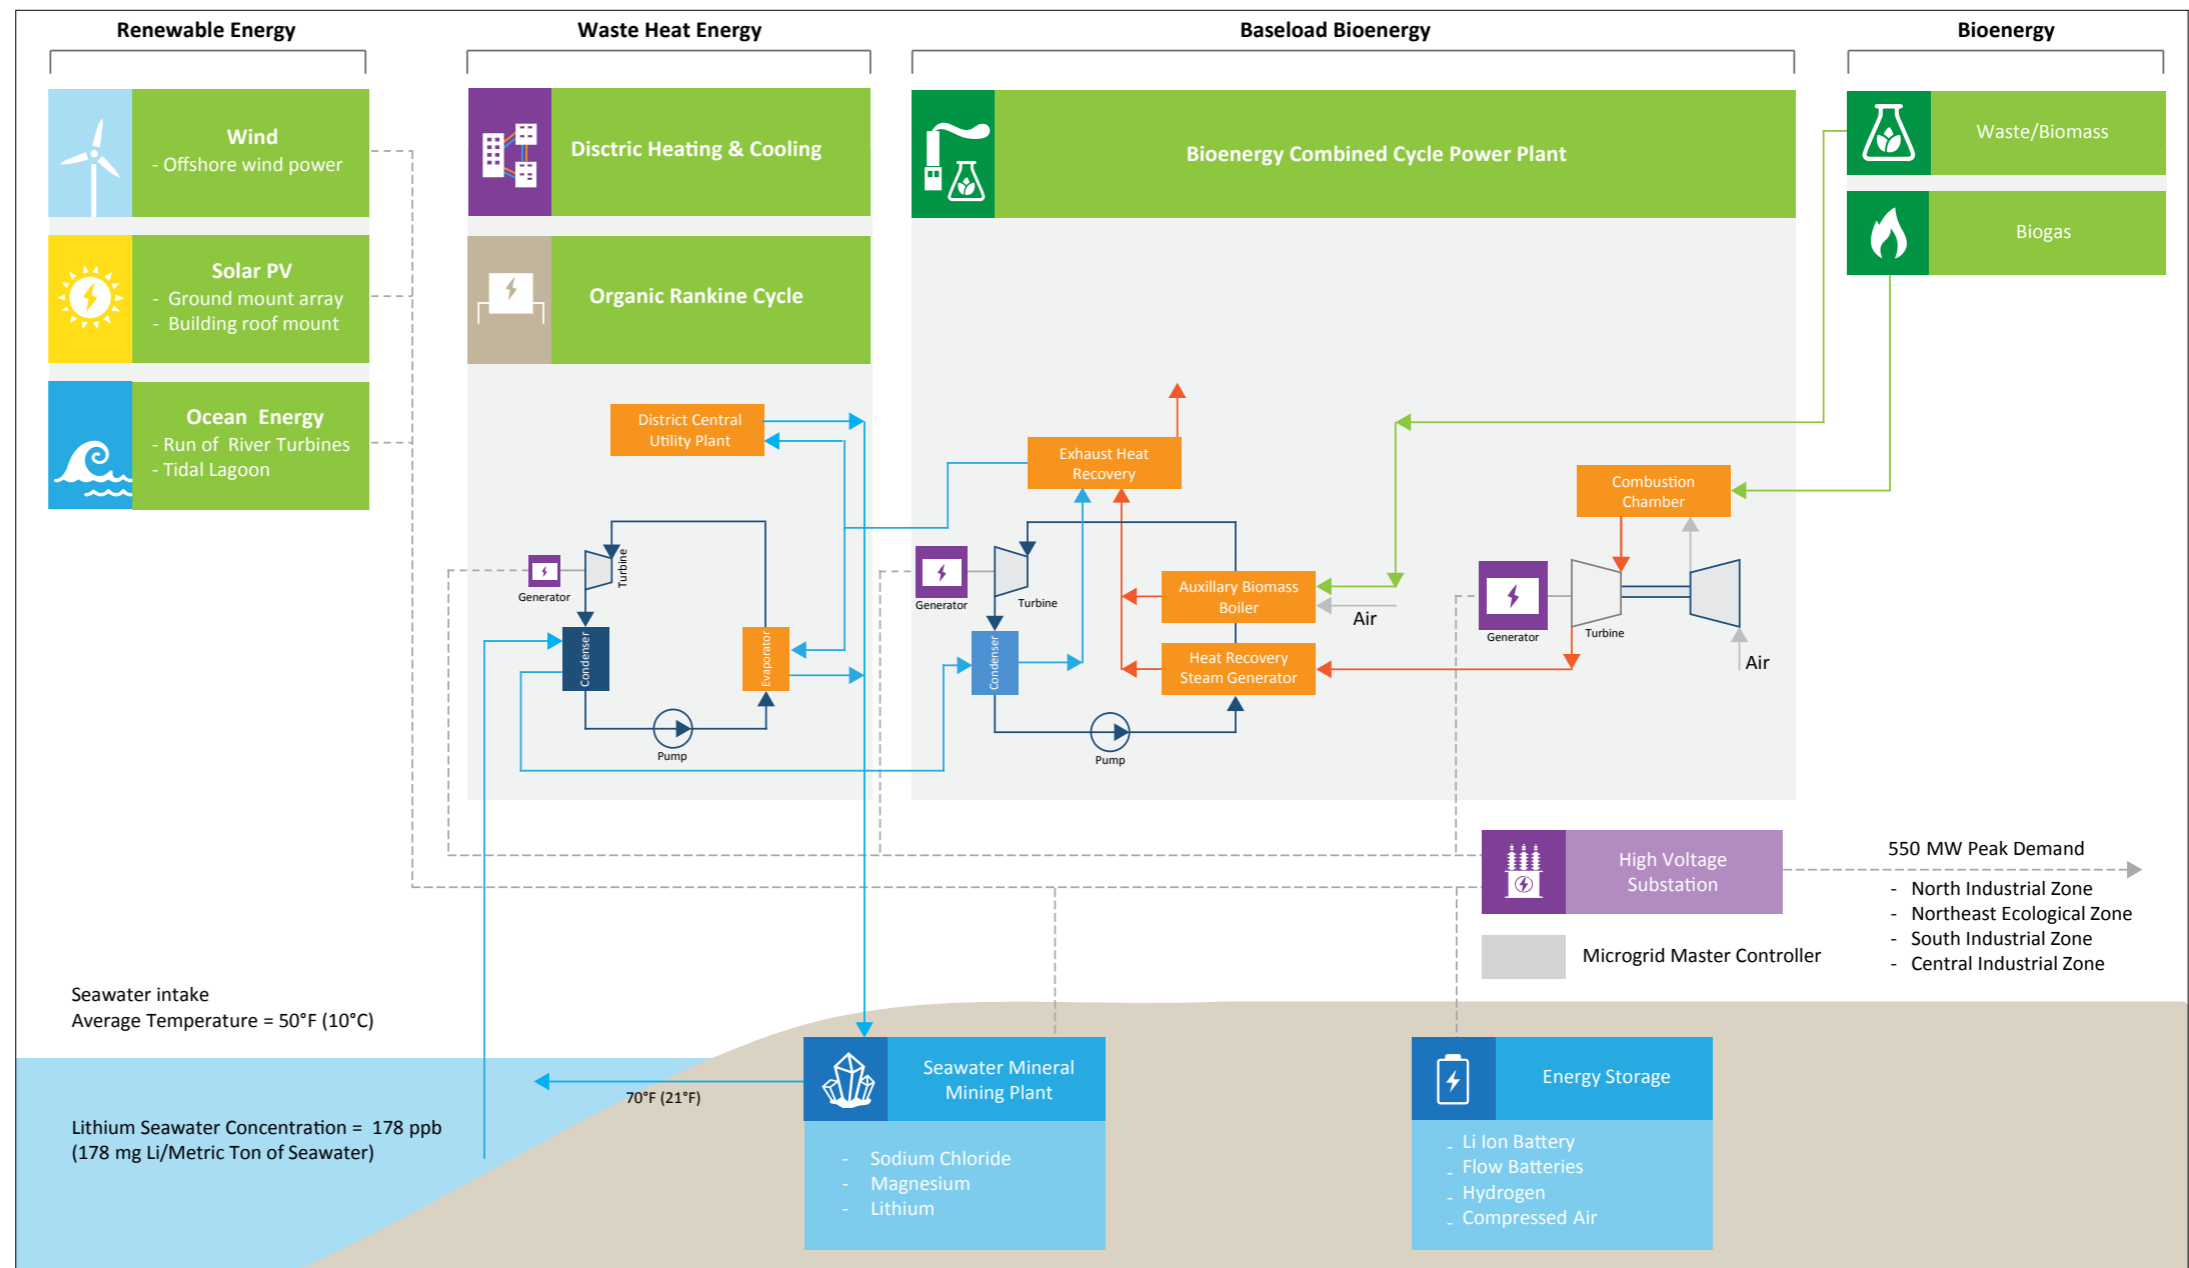 Renewable Energy
Waste Heat Energy
Baseload Bioenergy
Bioenergy
Wind
- Offshore wind power
Solar PV
- Ground mount array
- Building roof mount
Ocean Energy
- Run of River Turbines
- Tidal Lagoon
Disctric Heating & Cooling
Organic Rankine Cycle
District Central
Utility Plant
Turbine
Generator
Condenser
Evaporator
Pump
Bioenergy Combined Cycle Power Plant
Exhaust Heat
Recovery
Generator
Turbine
Condenser
Pump
Auxillary Biomass
Boiler
Air
Heat Recovery
Steam Generator
Combustion
Chamber
Generator
Turbine
Air
Waste/Biomass
Biogas
High Voltage
Substation
550 MW Peak Demand
- North Industrial Zone
- Northeast Ecological Zone
- South Industrial Zone
- Central Industrial Zone
Microgrid Master Controller
Seawater intake
Average Temperature = 50°F (10°C)
70°F (21°F)
Lithium Seawater Concentration = 178 ppb
(178 mg Li/Metric Ton of Seawater)
Seawater Mineral
Mining Plant
- Sodium Chloride
- Magnesium
- Lithium
Energy Storage
- Li Ion Battery
- Flow Batteries
- Hydrogen
- Compressed Air